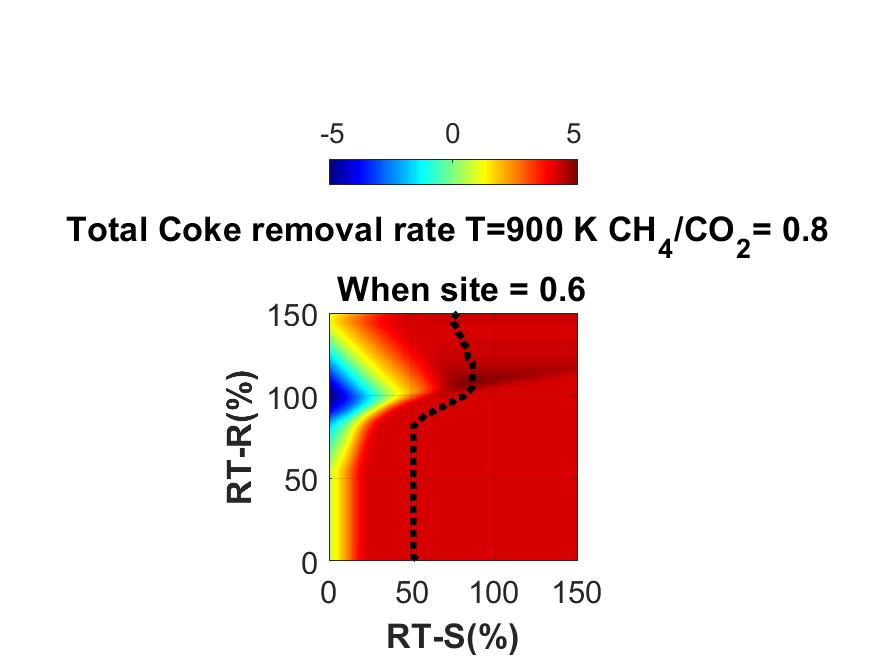 -5 0 5
Total Coke removal rate T=900 K CH4/CO2= 0.8
When site = 0.6
150
100
50
0
RT-R(%)
0 50 100 150
RT-S(%)